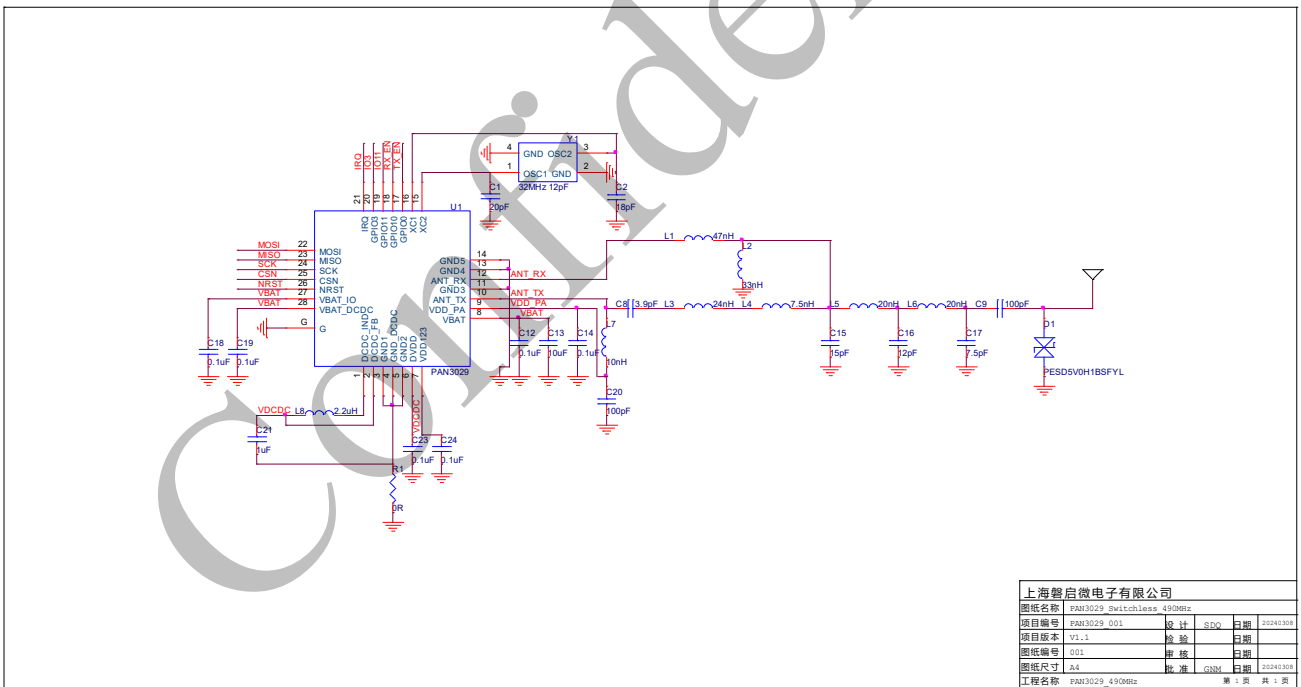 Confide
IRQ
IO3
IO11
RX_EN
TX_EN
21
20
19
18
17
16
15
IRQ
GPIO3
GPIO11
GPIO10
GPIO0
XC1
XC2
U1
Y1
4 GND OSC2 3
1 OSC1 GND 2
32MHz 12pF
C1
20pF
C2
18pF
MOSI 22 MOSI
MISO 23 MISO
SCK 24 SCK
CSN 25 CSN
NRST 26 NRST
VBAT 27 VBAT_IO
VBAT 28 VBAT_DCDC
G G
GND5 14
GND4 13
ANT_RX 12 ANT_RX
GND3 11
ANT_TX 10 ANT_TX
VDD_PA 9 VDD_PA
VBAT 8 VBAT
DCDC_IND
DCDC_FB
GND1
GND_DCDC
GND2
DVDD
VDD123
1
2
3
4
5
6
7
PAN3029
C18
0.1uF
C19
0.1uF
C12
0.1uF
C13
10uF
C14
0.1uF
L1 47nH
L2
33nH
C8 3.9pF
L3 24nH
L4 7.5nH
L5 20nH
L6 20nH
C9 100pF
L7
10nH
C20
100pF
C15
15pF
C16
12pF
C17
7.5pF
D1
PESD5V0H1BSFYL
VDCDC L8 2.2uH
C21
1uF
VDCDC
C23
0.1uF
C24
0.1uF
R1
0R
上海磐启微电子有限公司
图纸名称 PAN3029_Switchless_490MHz
项目编号 PAN3029_001 设 计 SDQ 日期 20240308
项目版本 V1.1 检 验 日期
图纸编号 001 审 核 日期
图纸尺寸 A4 批 准 GNM 日期 20240308
工程名称 PAN3029_490MHz 第 1 页 共 1 页